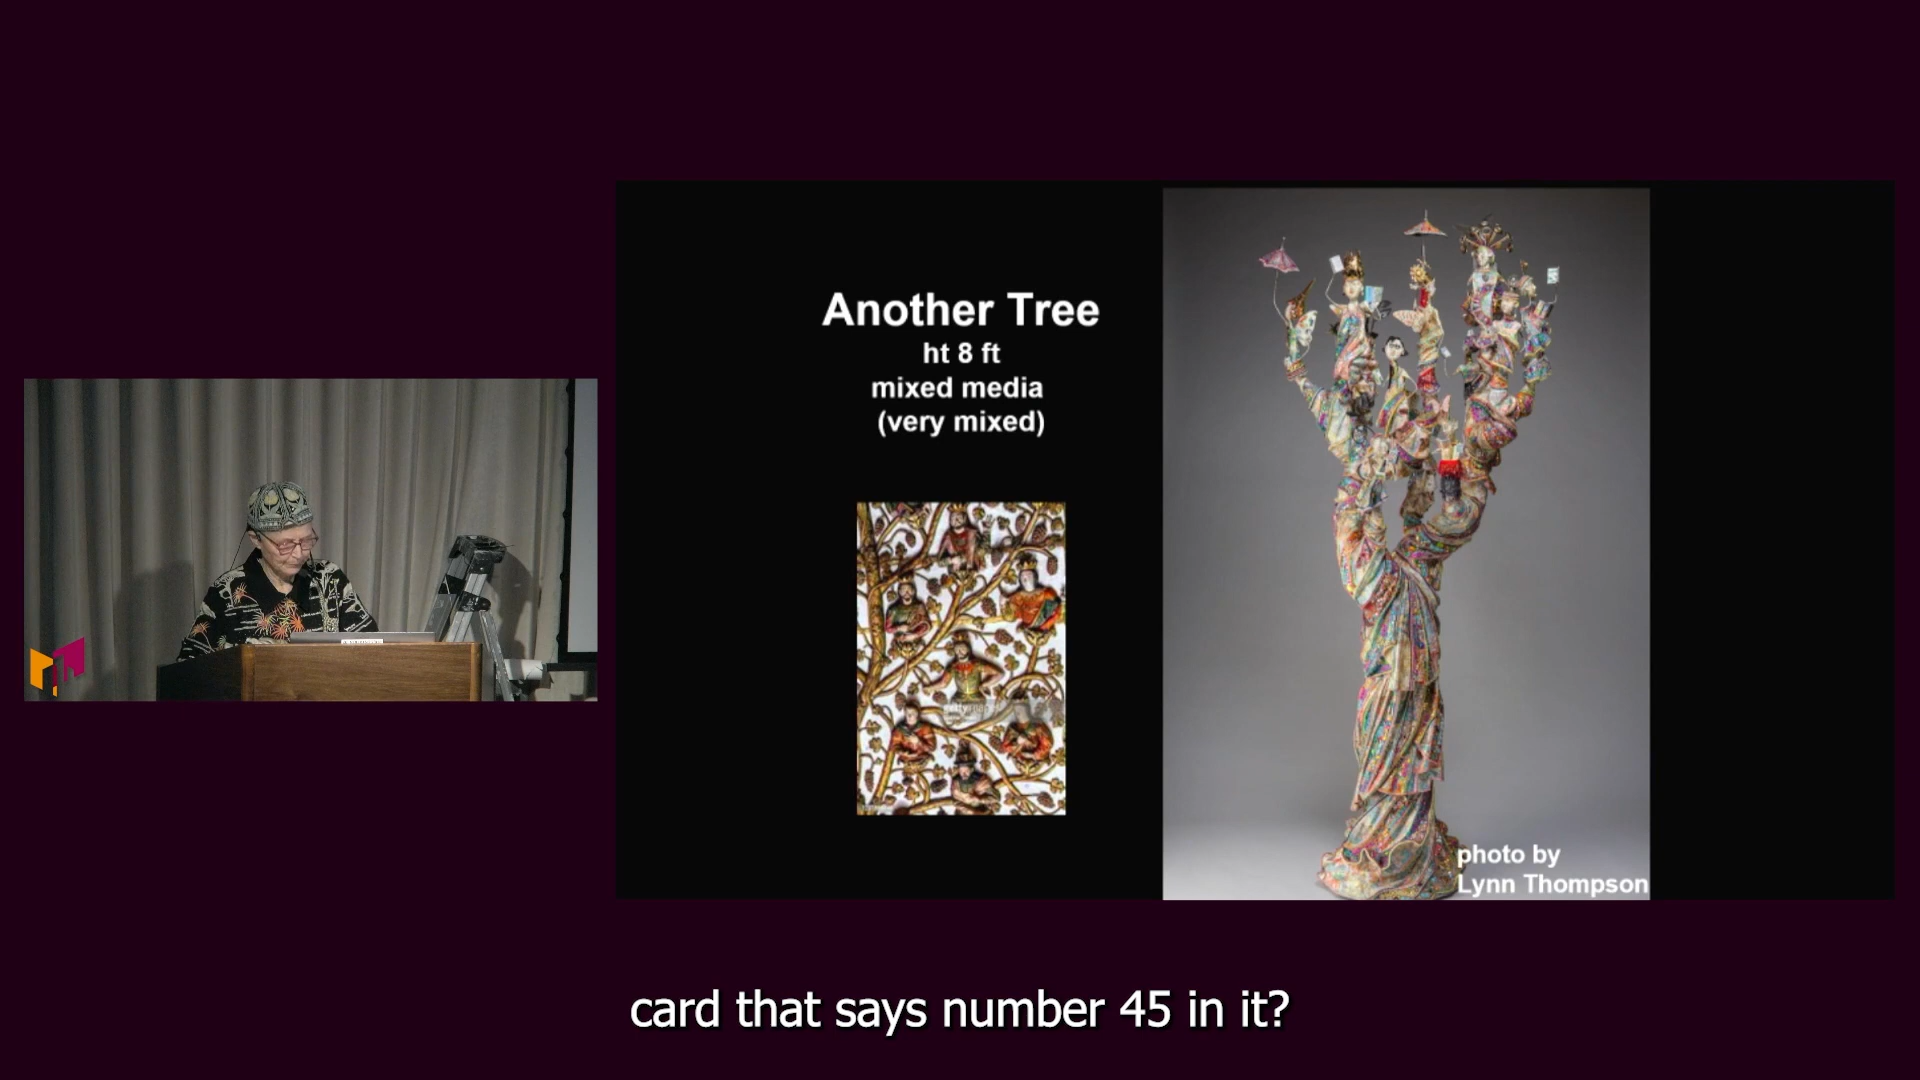 Another Tree
ht 8 ft
mixed media
(very mixed)
gettyimages
photo by
Lynn Thompson
card that says number 45 in it?